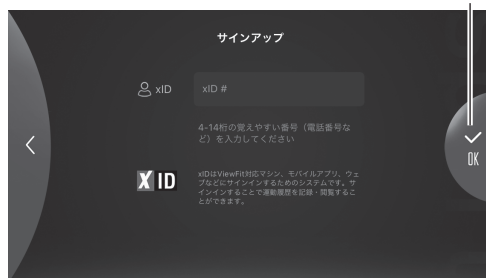 サインアップ
xID
xID #
4-14桁の覚えやすい番号（電話番号な
ど）を入力してください
XID
xIDはViewFit対応マシン、モバイルアプリ、ウェ
ブなどにサインインするためのシステムです。サ
インインすることで運動履歴を記録・閲覧するこ
とができます。
OK